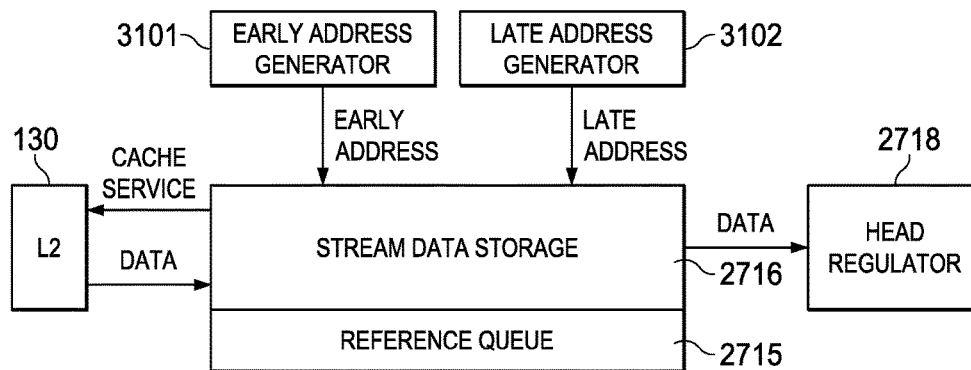 3101
EARLY ADDRESS
GENERATOR
LATE ADDRESS
GENERATOR
3102
EARLY
ADDRESS
LATE
ADDRESS
130
CACHE
SERVICE
L2
DATA
STREAM DATA STORAGE
DATA
2718
HEAD
REGULATOR
2716
REFERENCE QUEUE
2715